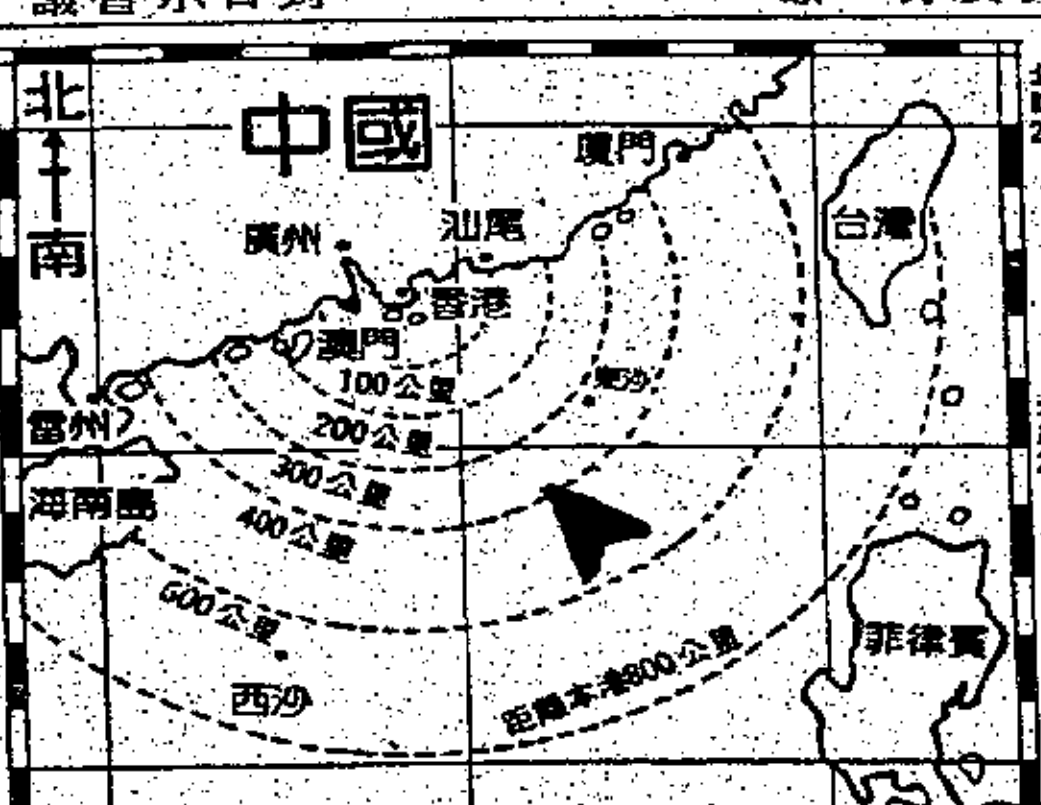 北
南
中國
廈門
台灣
廣州
汕尾
香港
澳門
100公里
東沙
200公里
雷州
300公里
海南島
400公里
600公里
菲律賓
距離本港800公里
西沙